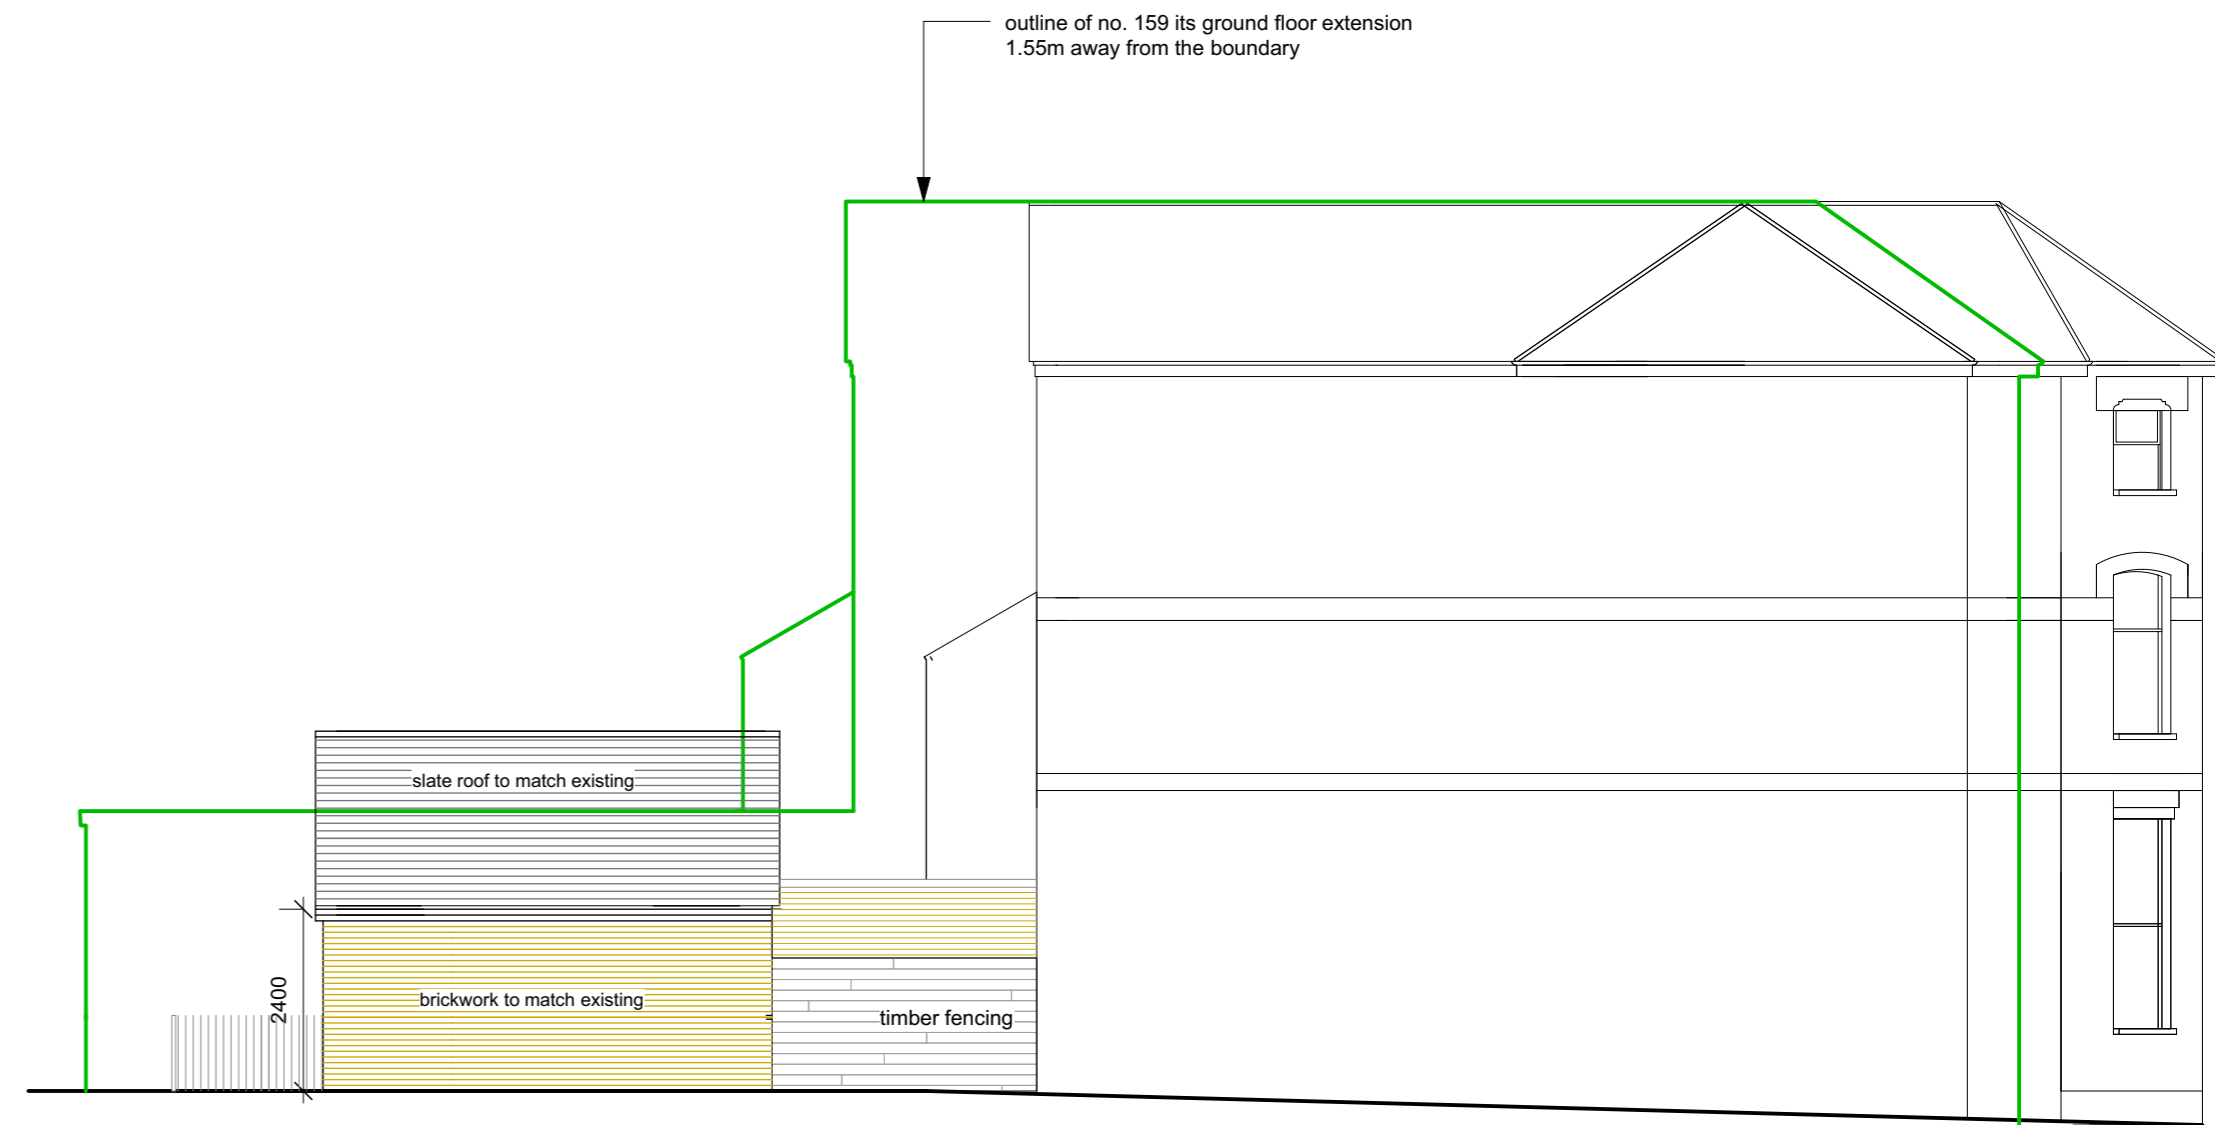 outline of no. 159 its ground floor extension
1.55m away from the boundary
slate roof to match existing
2400
brickwork to match existing
timber fencing